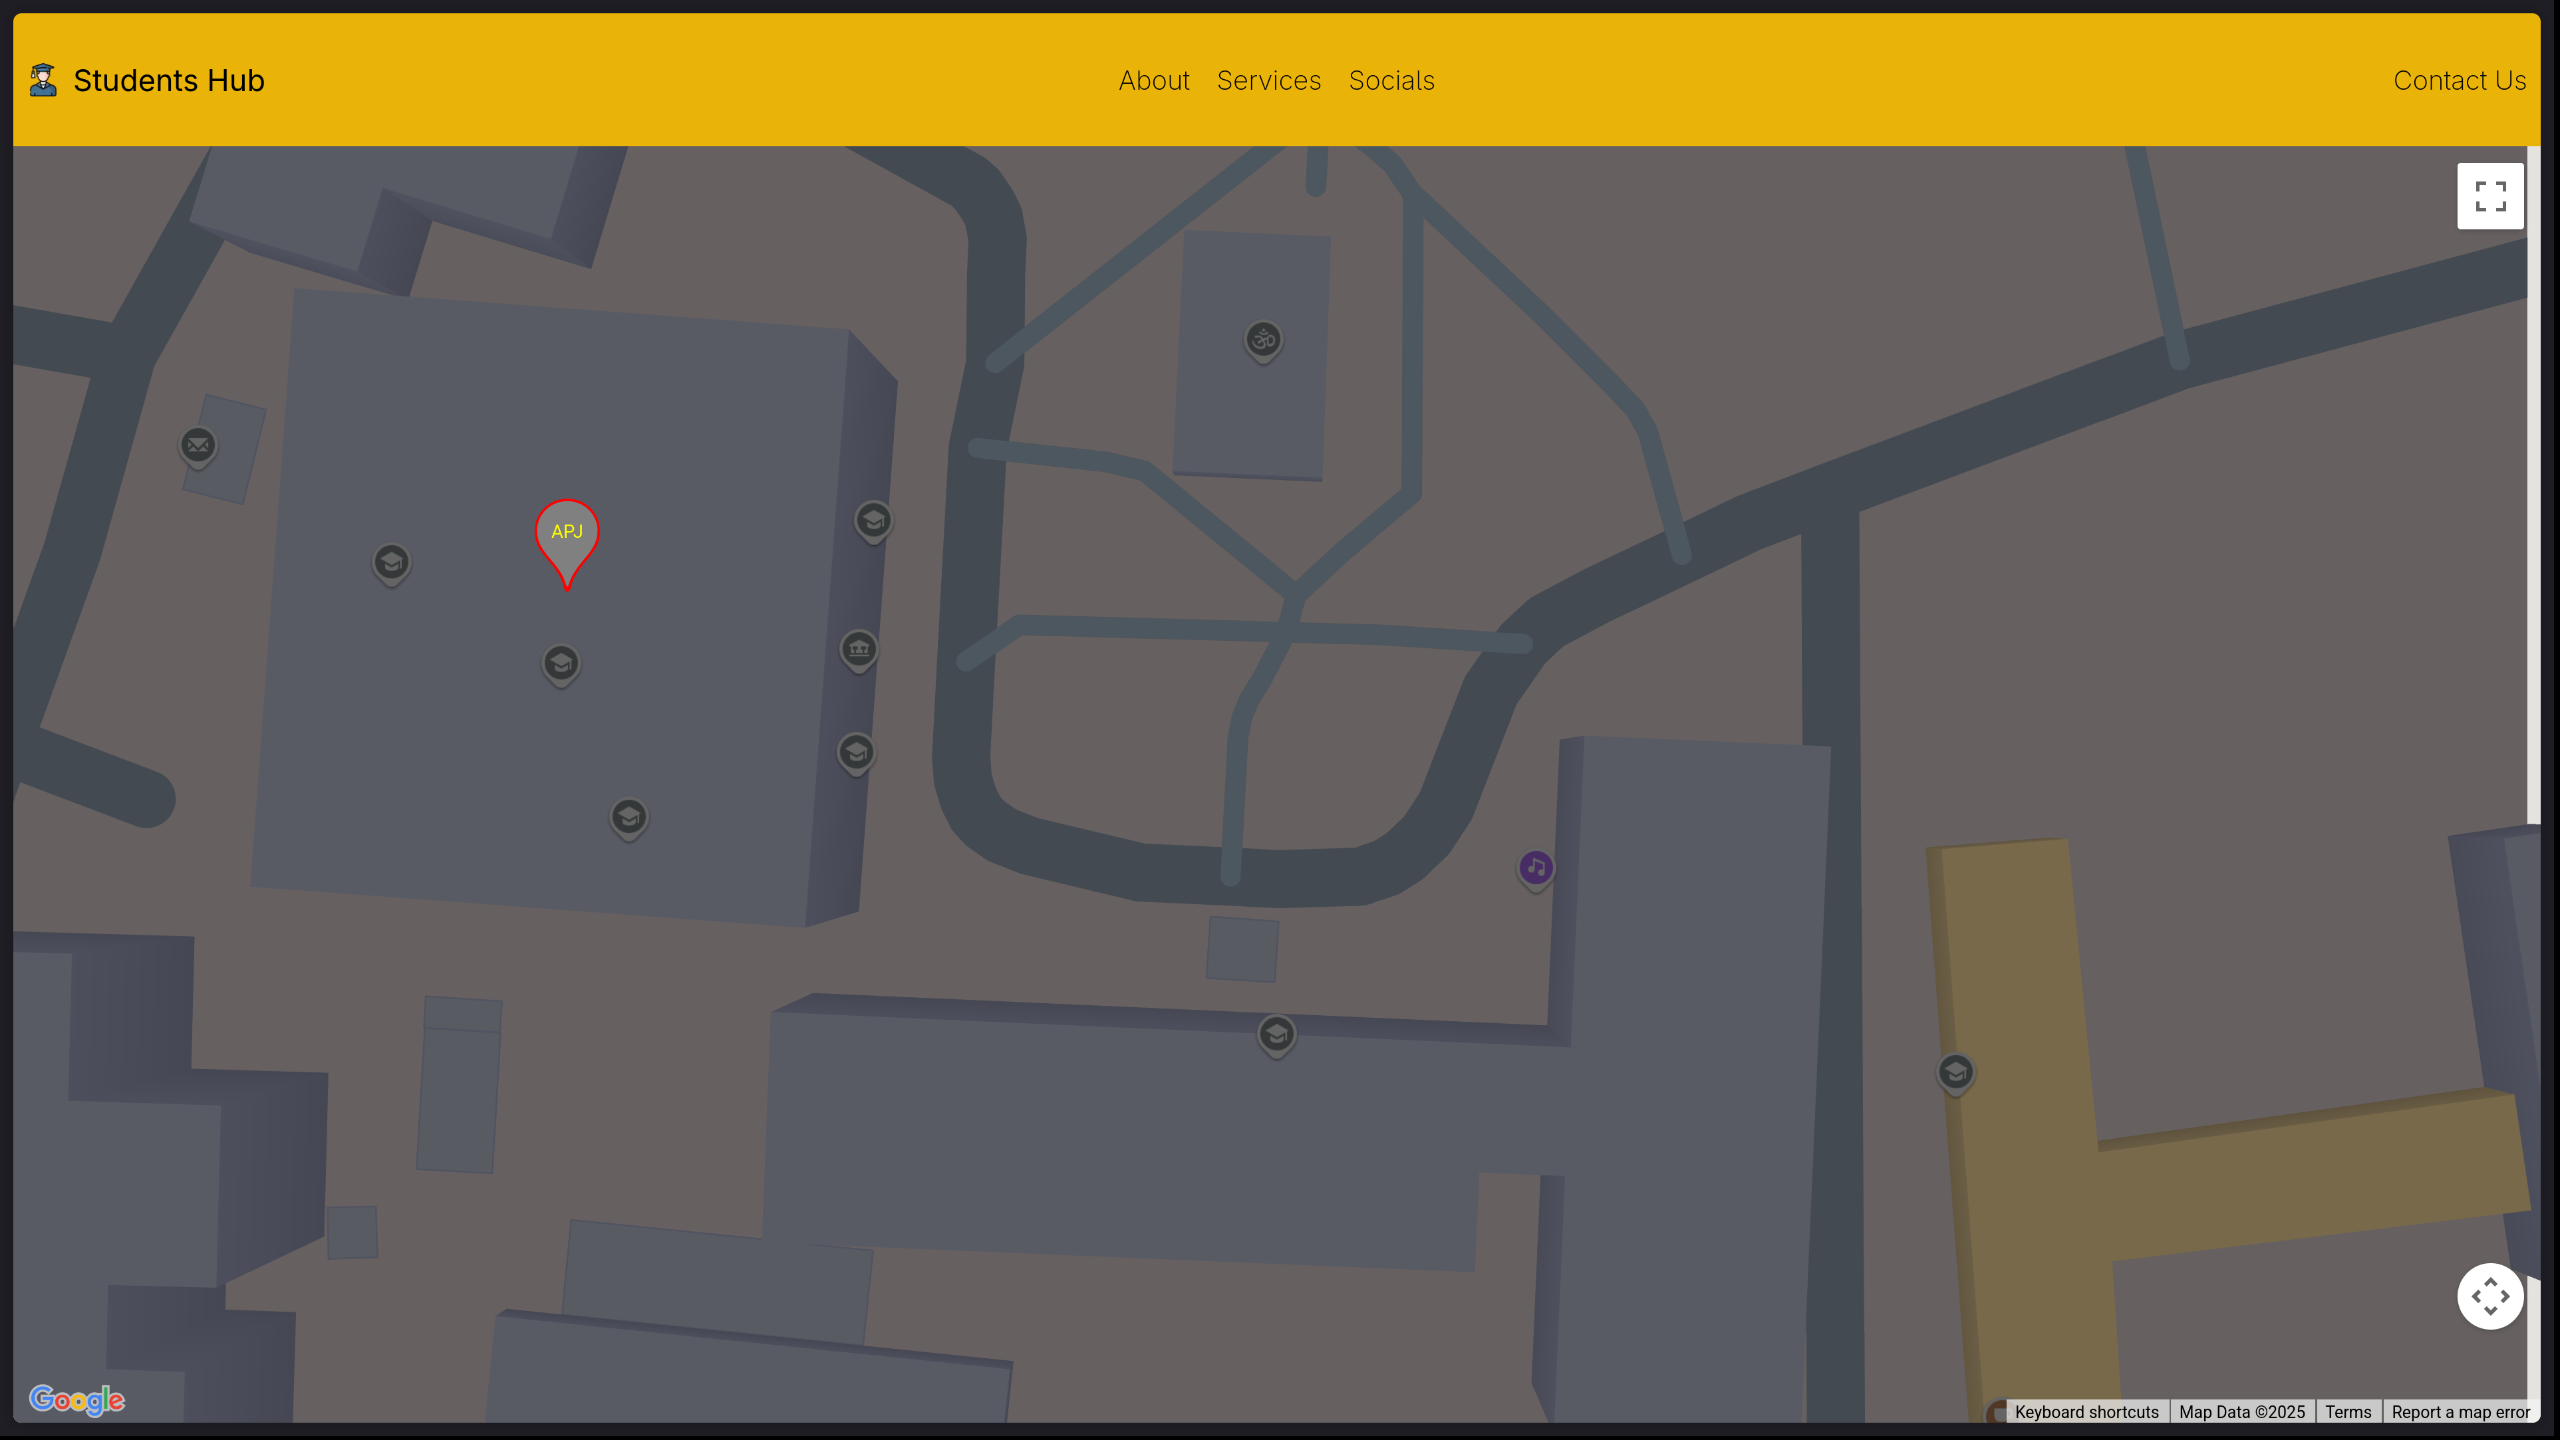 Students Hub
About Services Socials
Contact Us
APJ
ॐ
Google
Keyboard shortcuts
Map Data ©2025
Terms
Report a map error